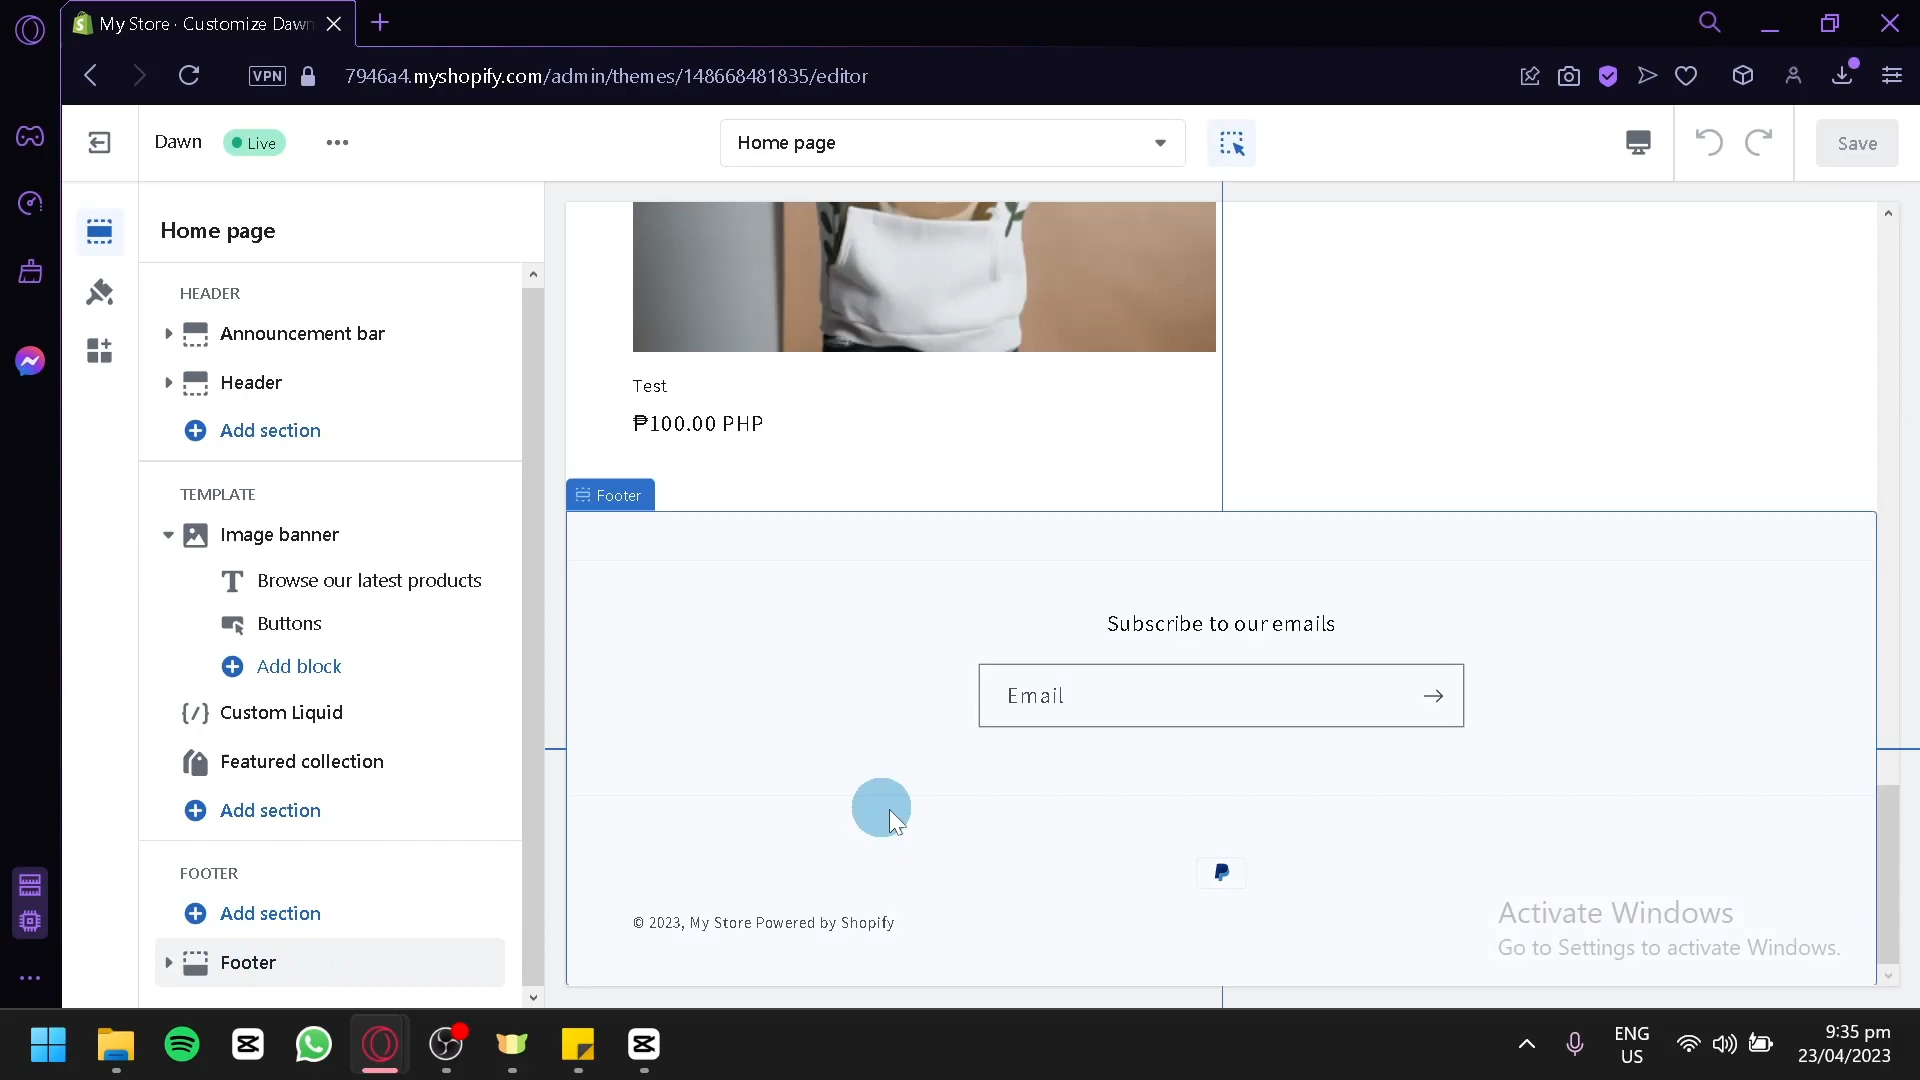 My Store · Customize Dawn
VPN
7946a4.myshopify.com/admin/themes/148668481835/editor
Dawn
Live
Home page
Save
Home page
HEADER
Announcement bar
Header
Add section
TEMPLATE
Image banner
Browse our latest products
Buttons
Add block
Custom Liquid
Featured collection
Add section
FOOTER
Add section
Footer
Test
₱100.00 PHP
Footer
Subscribe to our emails
Email
© 2023, My Store Powered by Shopify
Activate Windows
Go to Settings to activate Windows.
ENG
US
9:35 pm
23/04/2023